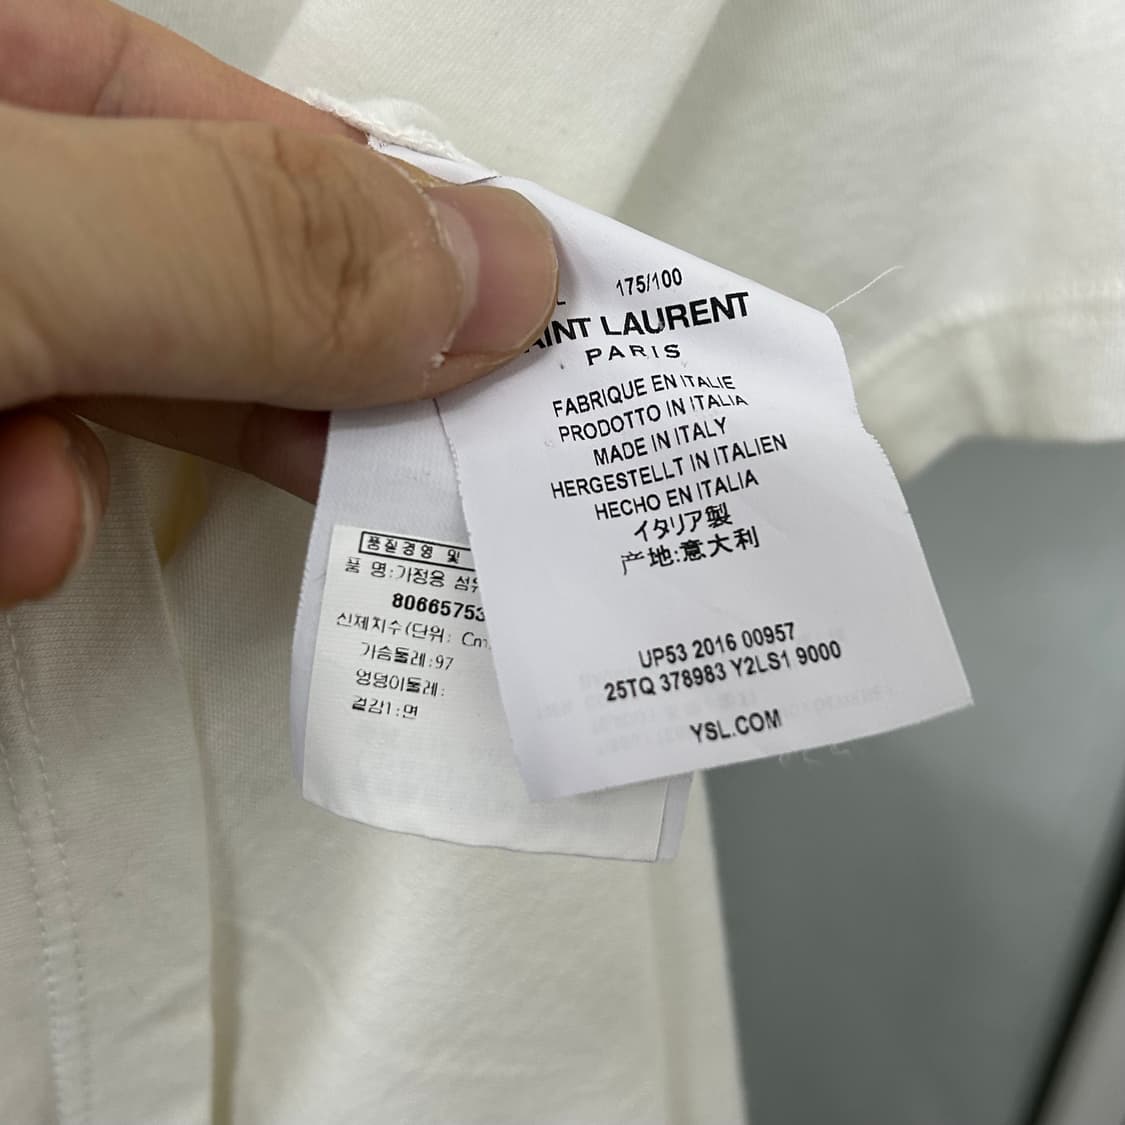 175/100
SAINT LAURENT
PARIS
FABRIQUE EN ITALIE
PRODOTTO IN ITALIA
MADE IN ITALY
HERGESTELLT IN ITALIEN
HECHO EN ITALIA
イタリア製
产地:意大利
UP53 2016 00957
25TQ 378983 Y2LS1 9000
YSL.COM
품질경영 및
품 명:가정용 섬유
80665753
신체치수(단위: Cm
가슴둘레:97
엉덩이둘레:
겉감1:면